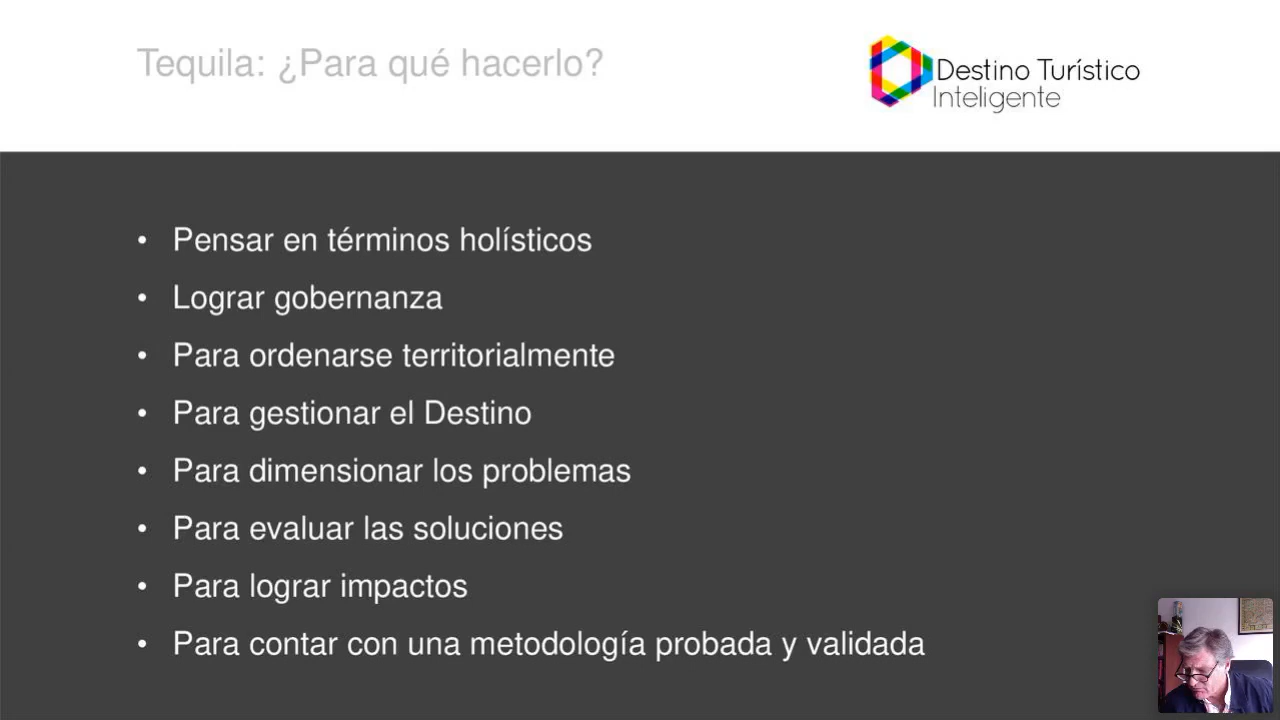 Tequila: ¿Para qué hacerlo?
Destino Turístico
Inteligente
• Pensar en términos holísticos
• Lograr gobernanza
• Para ordenarse territorialmente
• Para gestionar el Destino
• Para dimensionar los problemas
• Para evaluar las soluciones
• Para lograr impactos
• Para contar con una metodología probada y validada